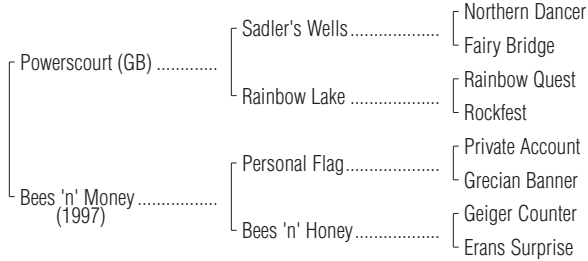 Northern Dancer
Sadler's Wells
Fairy Bridge
Powerscourt (GB)
Rainbow Quest
Rainbow Lake
Rockfest
Private Account
Personal Flag
Grecian Banner
Bees 'n' Money
(1997)
Geiger Counter
Bees 'n' Honey
Erans Surprise